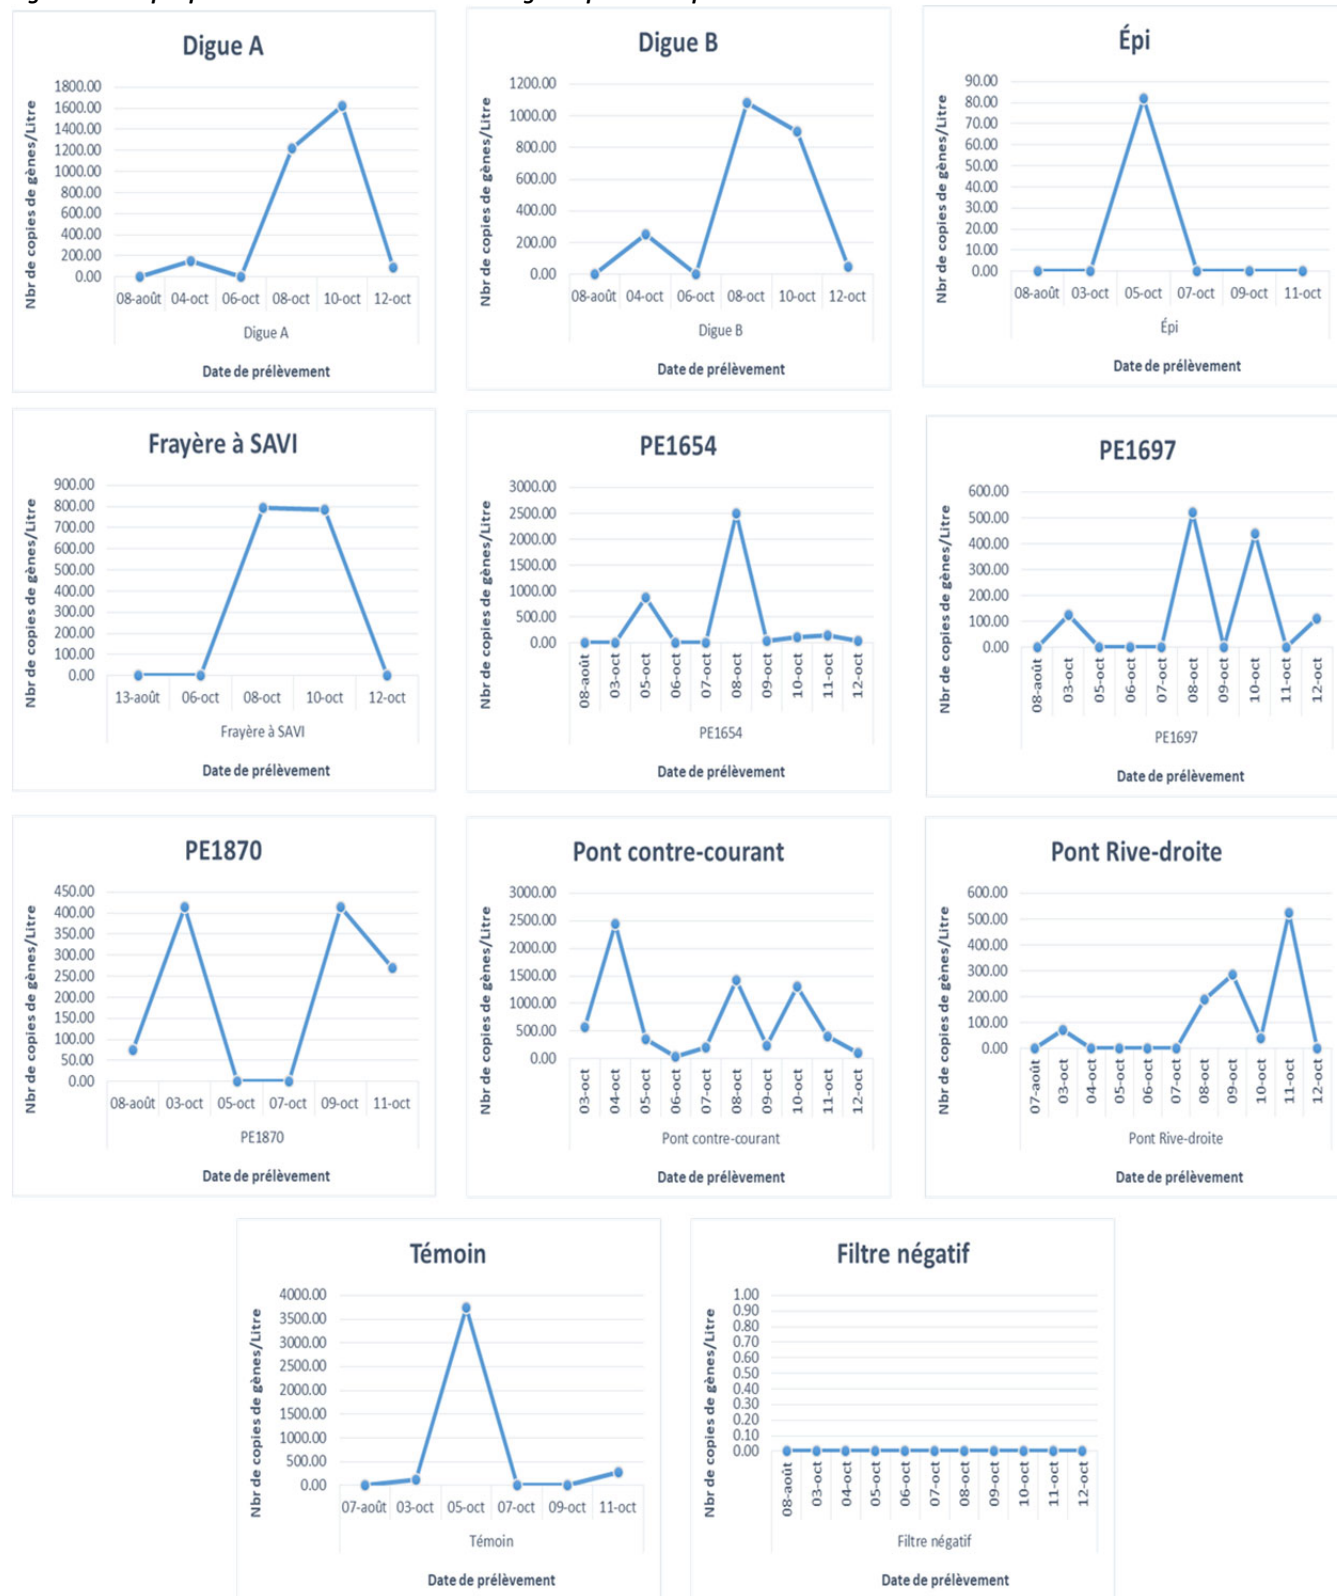 Digue A
Nbr de copies de gènes/Litre
1800.00
1600.00
1400.00
1200.00
1000.00
800.00
600.00
400.00
200.00
0.00
08-août 04-oct 06-oct 08-oct 10-oct 12-oct
Digue A
Date de prélèvement
Digue B
Nbr de copies de gènes/Litre
1200.00
1000.00
800.00
600.00
400.00
200.00
0.00
08-août 04-oct 06-oct 08-oct 10-oct 12-oct
Digue B
Date de prélèvement
Épi
Nbr de copies de gènes/Litre
90.00
80.00
70.00
60.00
50.00
40.00
30.00
20.00
10.00
0.00
08-août 03-oct 05-oct 07-oct 09-oct 11-oct
Épi
Date de prélèvement
Frayère à SAVI
Nbr de copies de gènes/Litre
900.00
800.00
700.00
600.00
500.00
400.00
300.00
200.00
100.00
0.00
13-août 06-oct 08-oct 10-oct 12-oct
Frayère à SAVI
Date de prélèvement
PE1654
Nbr de copies de gènes/Litre
3000.00
2500.00
2000.00
1500.00
1000.00
500.00
0.00
08-août 03-oct 05-oct 06-oct 07-oct 08-oct 09-oct 10-oct 11-oct 12-oct
PE1654
Date de prélèvement
PE1697
Nbr de copies de gènes/Litre
600.00
500.00
400.00
300.00
200.00
100.00
0.00
08-août 03-oct 05-oct 06-oct 07-oct 08-oct 09-oct 10-oct 11-oct 12-oct
PE1697
Date de prélèvement
PE1870
Nbr de copies de gènes/Litre
450.00
400.00
350.00
300.00
250.00
200.00
150.00
100.00
50.00
0.00
08-août 03-oct 05-oct 07-oct 09-oct 11-oct
PE1870
Date de prélèvement
Pont contre-courant
Nbr de copies de gènes/Litre
3000.00
2500.00
2000.00
1500.00
1000.00
500.00
0.00
03-oct 04-oct 05-oct 06-oct 07-oct 08-oct 09-oct 10-oct 11-oct 12-oct
Pont contre-courant
Date de prélèvement
Pont Rive-droite
Nbr de copies de gènes/Litre
600.00
500.00
400.00
300.00
200.00
100.00
0.00
07-août 03-oct 04-oct 05-oct 06-oct 07-oct 08-oct 09-oct 10-oct 11-oct 12-oct
Pont Rive-droite
Date de prélèvement
Témoin
Nbr de copies de gènes/Litre
4000.00
3500.00
3000.00
2500.00
2000.00
1500.00
1000.00
500.00
0.00
07-août 03-oct 05-oct 07-oct 09-oct 11-oct
Témoin
Date de prélèvement
Filtre négatif
Nbr de copies de gènes/Litre
1.00
0.90
0.80
0.70
0.60
0.50
0.40
0.30
0.20
0.10
0.00
08-août 03-oct 04-oct 05-oct 06-oct 07-oct 08-oct 09-oct 10-oct 11-oct 12-oct
Filtre négatif
Date de prélèvement